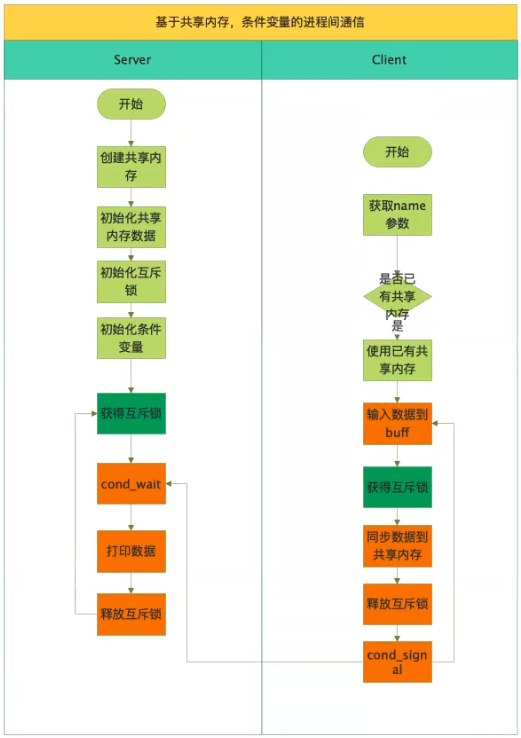 基于共享内存，条件变量的进程间通信
Server
Client
开始
创建共享内
存
初始化共享
内存数据
初始化互斥
锁
初始化条件
变量
获得互斥锁
cond_wait
打印数据
释放互斥锁
开始
获取name
参数
是否已
有共享
内存
是
使用已有共
享内存
输入数据到
buff
获得互斥锁
同步数据到
共享内存
释放互斥锁
cond_sign
al